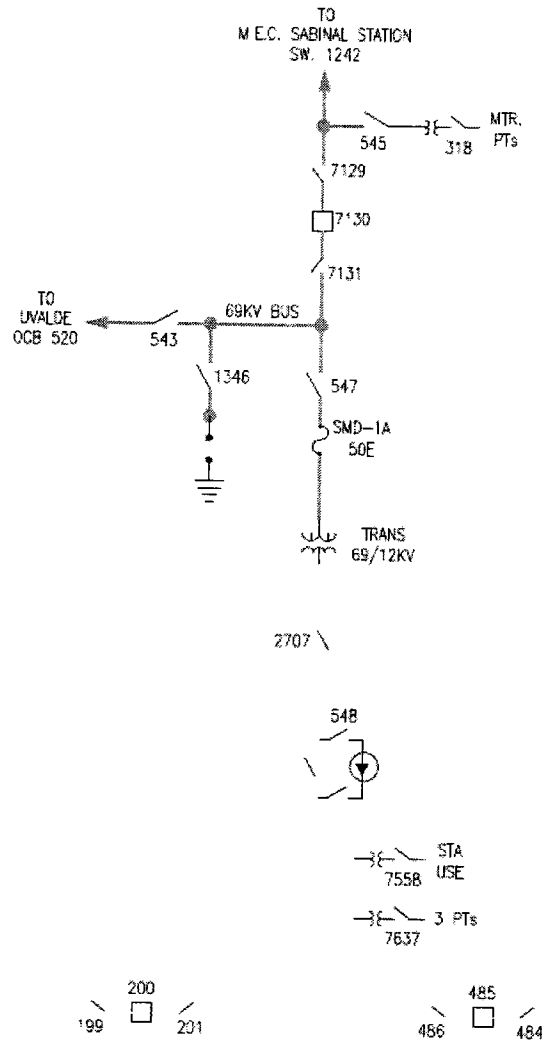 TO
M.E.C. SABINAL STATION
SW. 1242
545
318
MTR.
PTs
7129
7130
7131
TO
UVALDE
OCB 520
543
69KV BUS
1346
547
SMD-1A
50E
TRANS
69/12KV
2707
548
STA
USE
7558
3 PTs
7637
200
199
201
485
486
484